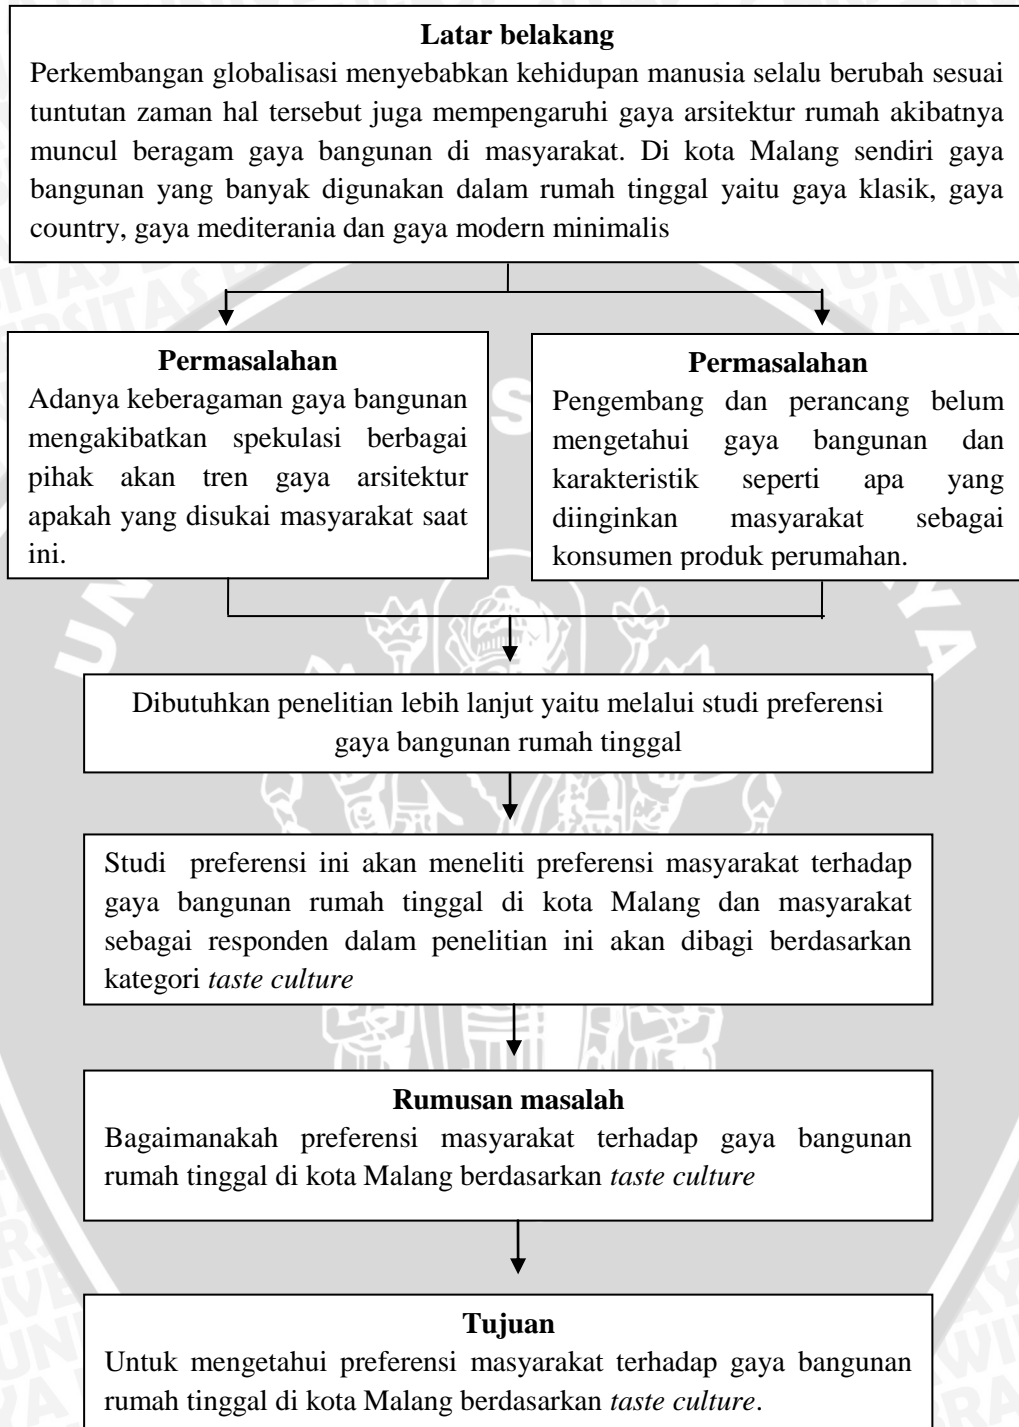 Latar belakang
Perkembangan globalisasi menyebabkan kehidupan manusia selalu berubah sesuai
tuntutan zaman hal tersebut juga mempengaruhi gaya arsitektur rumah akibatnya
muncul beragam gaya bangunan di masyarakat. Di kota Malang sendiri gaya
bangunan yang banyak digunakan dalam rumah tinggal yaitu gaya klasik, gaya
country, gaya mediterania dan gaya modern minimalis
Permasalahan
Adanya keberagaman gaya bangunan
mengakibatkan spekulasi berbagai
pihak akan tren gaya arsitektur
apakah yang disukai masyarakat saat
ini.
Permasalahan
Pengembang dan perancang belum
mengetahui gaya bangunan dan
karakteristik seperti apa yang
diinginkan masyarakat sebagai
konsumen produk perumahan.
Dibutuhkan penelitian lebih lanjut yaitu melalui studi preferensi
gaya bangunan rumah tinggal
Studi preferensi ini akan meneliti preferensi masyarakat terhadap
gaya bangunan rumah tinggal di kota Malang dan masyarakat
sebagai responden dalam penelitian ini akan dibagi berdasarkan
kategori taste culture
Rumusan masalah
Bagaimanakah preferensi masyarakat terhadap gaya bangunan
rumah tinggal di kota Malang berdasarkan taste culture
Tujuan
Untuk mengetahui preferensi masyarakat terhadap gaya bangunan
rumah tinggal di kota Malang berdasarkan taste culture.